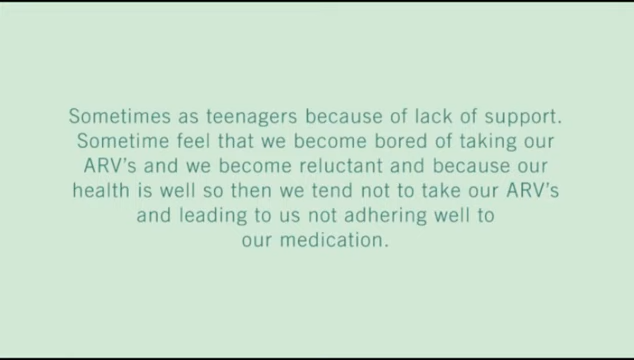 Sometimes as teenagers because of lack of support.
Sometime feel that we become bored of taking our
ARV's and we become reluctant and because our
health is well so then we tend not to take our ARV's
and leading to us not adhering well to
our medication.